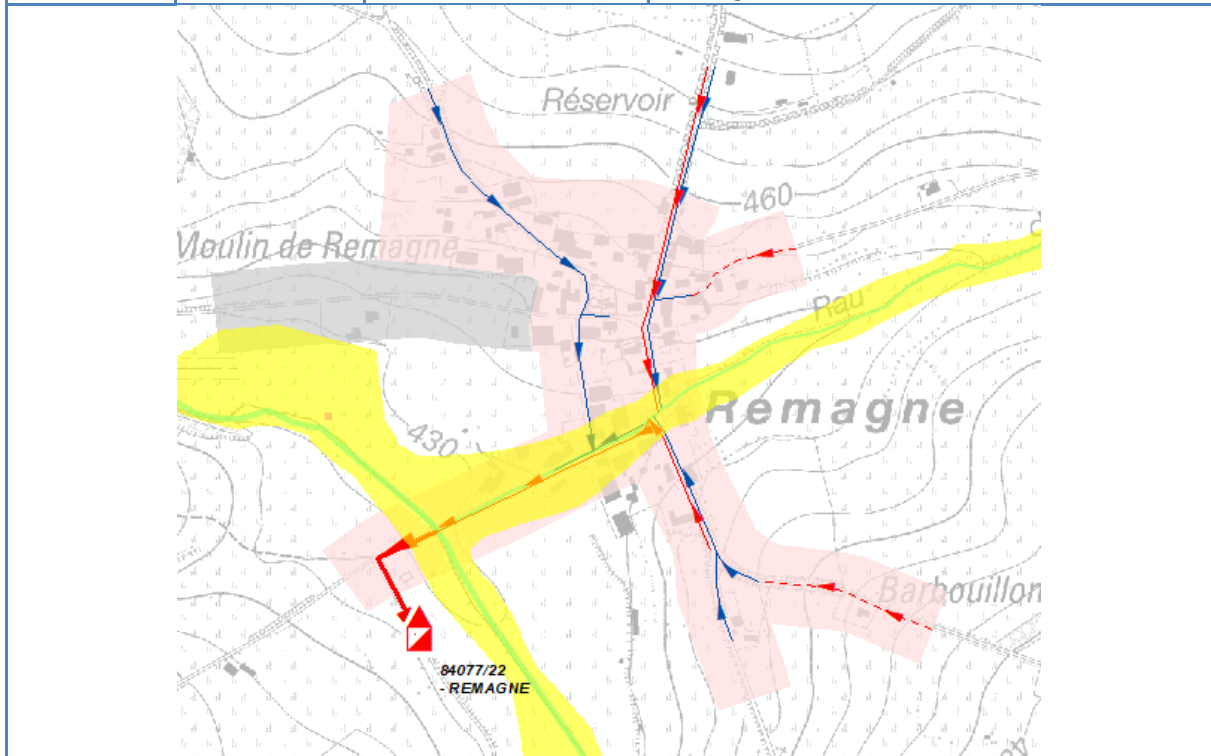 Réservoir
460
Moulin de Remagne
Rau
Remagne
430
Barbouillon
84077/22
- REMAGNE